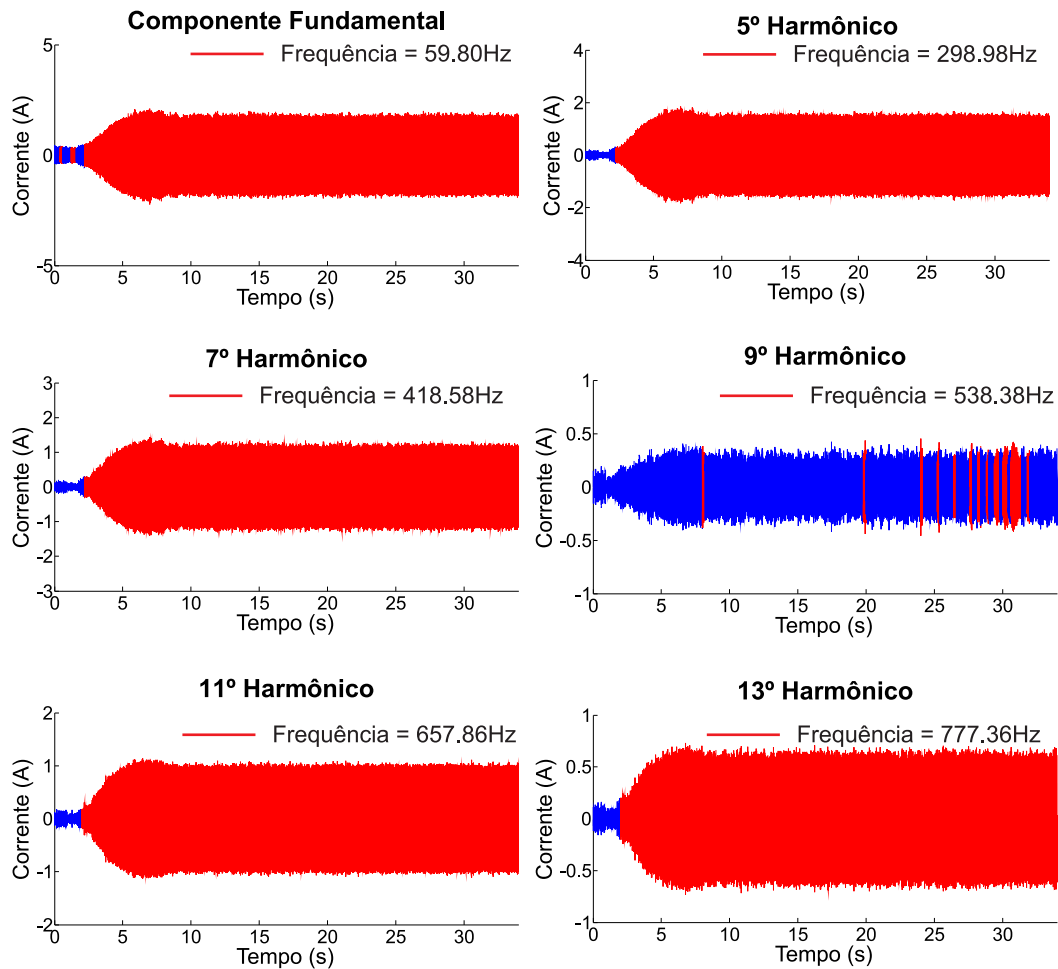 Componente Fundamental
Frequência = 59.80Hz
Corrente (A)
5
0
-5
0 5 10 15 20 25 30
Tempo (s)
5º Harmônico
Frequência = 298.98Hz
Corrente (A)
4
2
0
-2
-4
0 5 10 15 20 25 30
Tempo (s)
7º Harmônico
Frequência = 418.58Hz
Corrente (A)
3
2
1
0
-1
-2
-3
0 5 10 15 20 25 30
Tempo (s)
9º Harmônico
Frequência = 538.38Hz
Corrente (A)
1
0.5
0
-0.5
-1
0 5 10 15 20 25 30
Tempo (s)
11º Harmônico
Frequência = 657.86Hz
Corrente (A)
2
1
0
-1
-2
0 5 10 15 20 25 30
Tempo (s)
13º Harmônico
Frequência = 777.36Hz
Corrente (A)
1
0.5
0
-0.5
-1
0 5 10 15 20 25 30
Tempo (s)